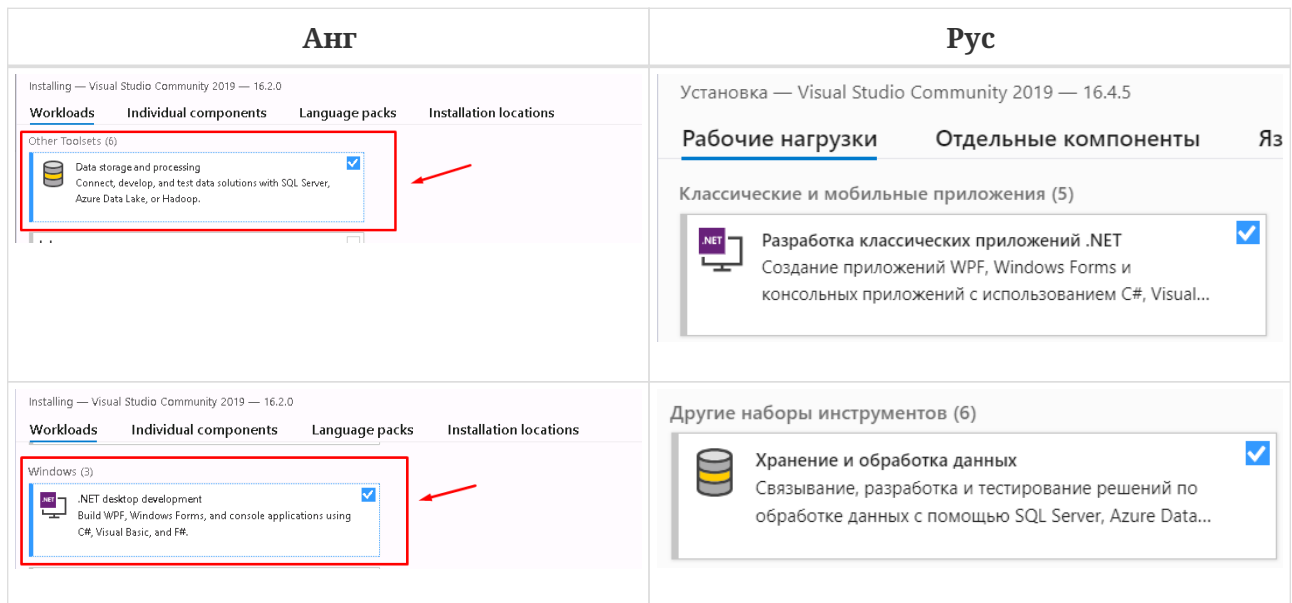 Анг
Рус
Installing — Visual Studio Community 2019 — 16.2.0
Workloads Individual components Language packs Installation locations
Other Toolsets (6)
Data storage and processing
Connect, develop, and test data solutions with SQL Server,
Azure Data Lake, or Hadoop.
Установка — Visual Studio Community 2019 — 16.4.5
Рабочие нагрузки Отдельные компоненты Яз
Классические и мобильные приложения (5)
.NET
Разработка классических приложений .NET
Создание приложений WPF, Windows Forms и
консольных приложений с использованием C#, Visual...
Installing — Visual Studio Community 2019 — 16.2.0
Workloads Individual components Language packs Installation locations
Windows (3)
.NET
.NET desktop development
Build WPF, Windows Forms, and console applications using
C#, Visual Basic, and F#.
Другие наборы инструментов (6)
Хранение и обработка данных
Связывание, разработка и тестирование решений по
обработке данных с помощью SQL Server, Azure Data...